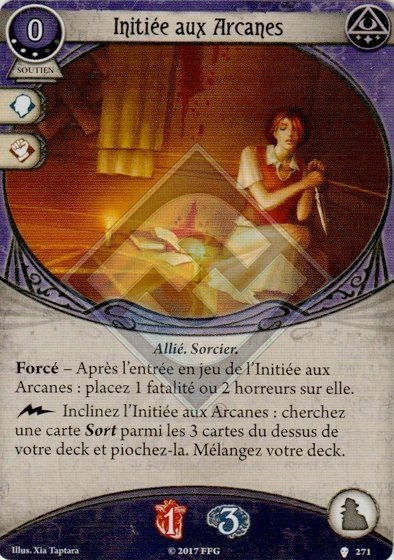 0
Initiée aux Arcanes
SOUTIEN
Allié. Sorcier.
Forcé – Après l'entrée en jeu de l'Initiée aux
Arcanes : placez 1 fatalité ou 2 horreurs sur elle.
Inclinez l'Initiée aux Arcanes : cherchez
une carte Sort parmi les 3 cartes du dessus de
votre deck et piochez-la. Mélangez votre deck.
1
3
Illus. Xia Taptara
© 2017 FFG
271